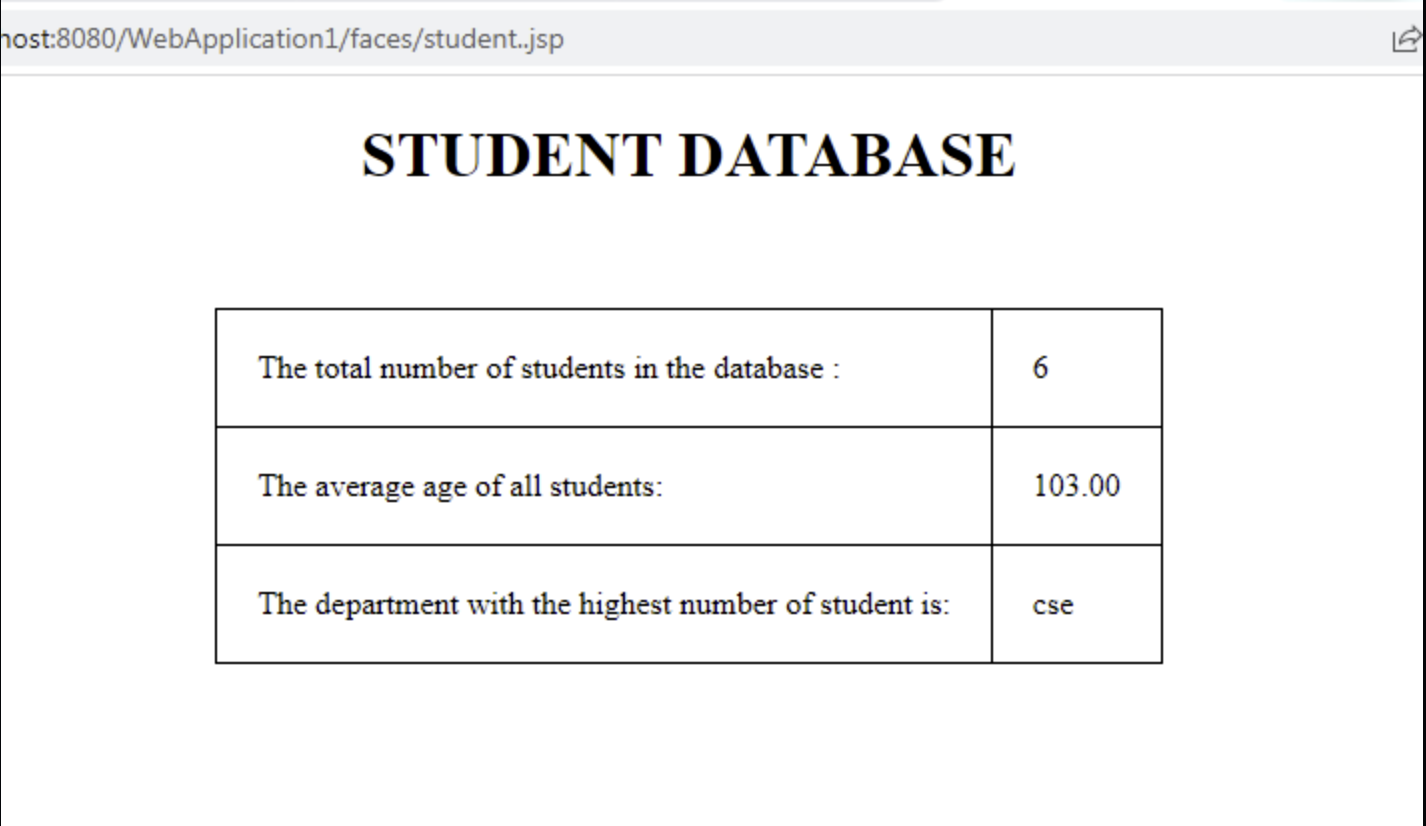 host:8080/WebApplication1/faces/student..jsp
STUDENT DATABASE
The total number of students in the database : 6
The average age of all students: 103.00
The department with the highest number of student is: cse